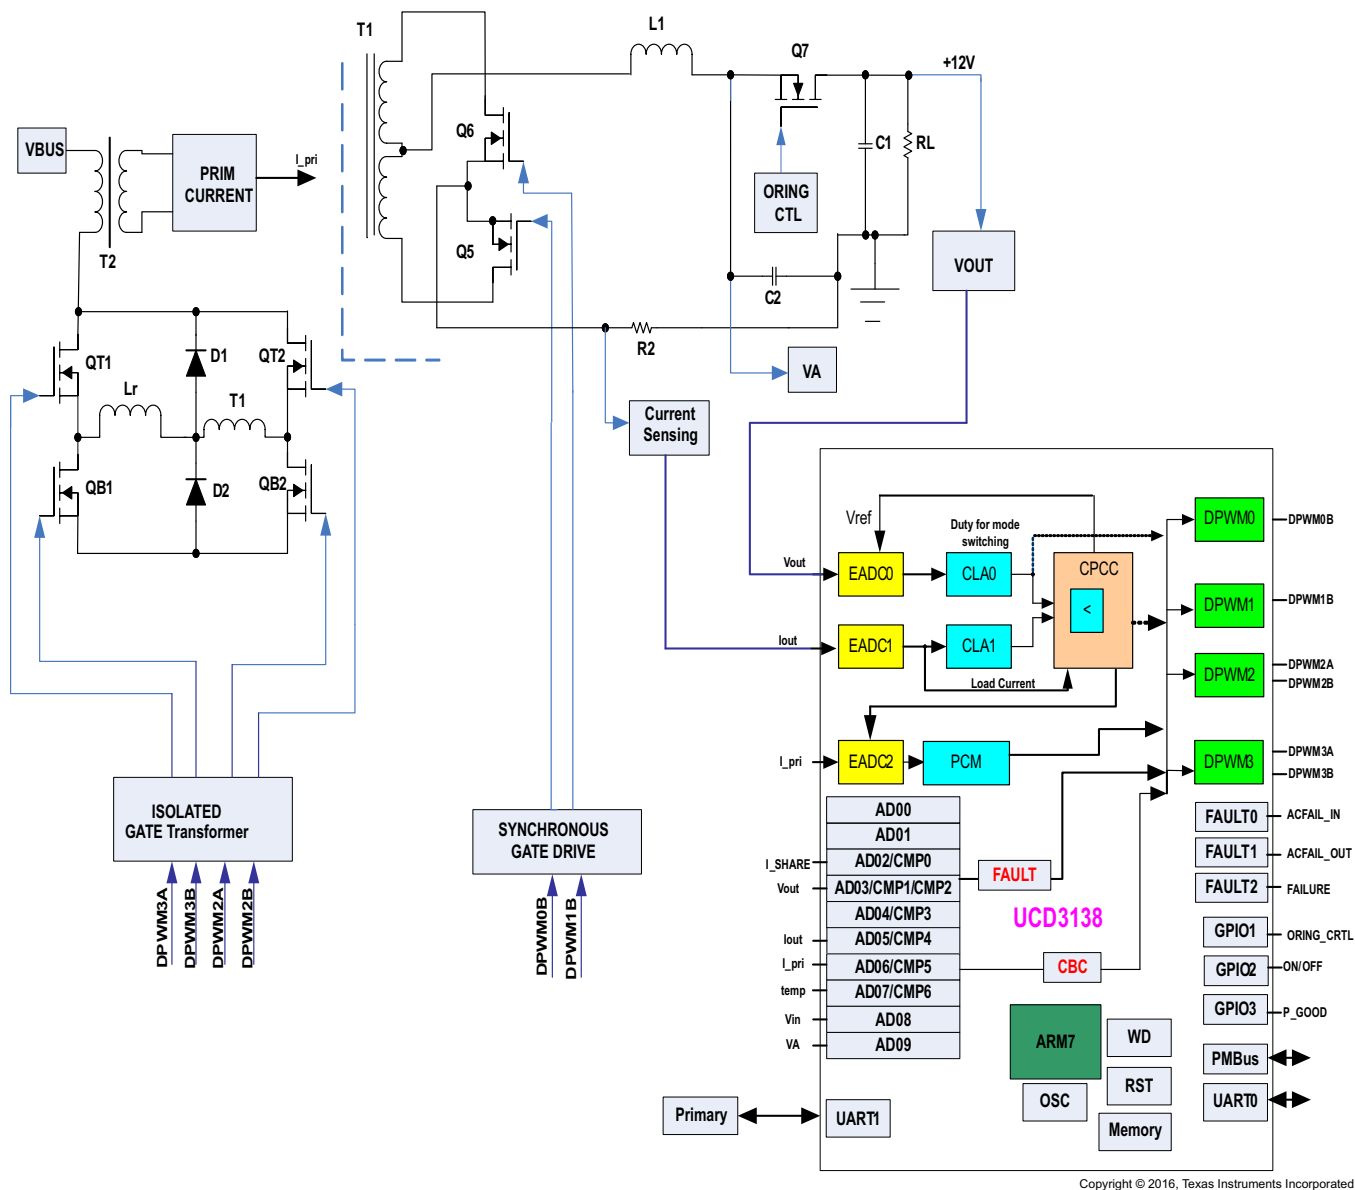 T1
L1
Q7
+12V
Q6
C1
RL
VBUS
PRIM
CURRENT
I_pri
ORING
CTL
T2
Q5
VOUT
C2
R2
VA
QT1
D1
QT2
Lr
T1
Current
Sensing
QB1
D2
QB2
Vref
Duty for mode
switching
DPWM0
DPWM0B
Vout
EADC0
CLA0
CPCC
<
DPWM1
DPWM1B
Iout
EADC1
CLA1
Load Current
DPWM2
DPWM2A
DPWM2B
I_pri
EADC2
PCM
DPWM3
DPWM3A
DPWM3B
ISOLATED
GATE Transformer
SYNCHRONOUS
GATE DRIVE
DPWM3A
DPWM3B
DPWM2A
DPWM2B
DPWM0B
DPWM1B
AD00
AD01
I_SHARE
AD02/CMP0
Vout
AD03/CMP1/CMP2
AD04/CMP3
Iout
AD05/CMP4
I_pri
AD06/CMP5
temp
AD07/CMP6
Vin
AD08
VA
AD09
FAULT
UCD3138
CBC
FAULT0
ACFAIL_IN
FAULT1
ACFAIL_OUT
FAULT2
FAILURE
GPIO1
ORING_CRTL
GPIO2
ON/OFF
GPIO3
P_GOOD
ARM7
WD
PMBus
OSC
RST
UART0
Primary
UART1
Memory
Copyright © 2016, Texas Instruments Incorporated